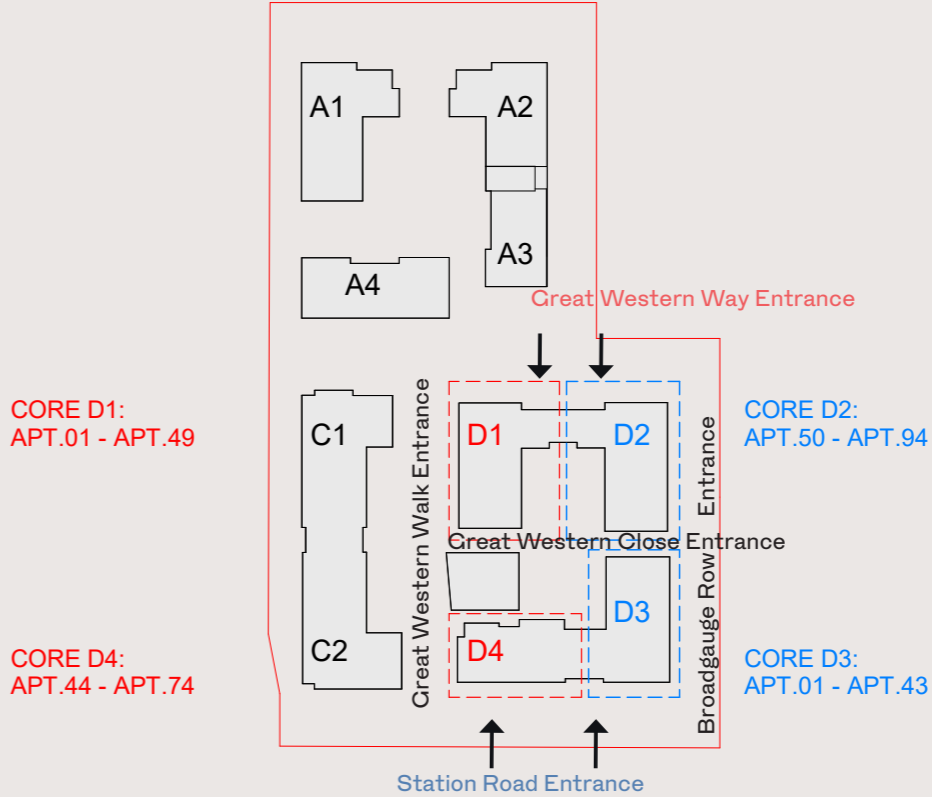 A1
A2
A3
A4
Great Western Way Entrance
CORE D1:
APT.01 - APT.49
C1
Great Western Walk Entrance
D1
D2
Entrance
CORE D2:
APT.50 - APT.94
Great Western Close Entrance
D3
Broadgauge Row
CORE D4:
APT.44 - APT.74
C2
D4
CORE D3:
APT.01 - APT.43
Station Road Entrance